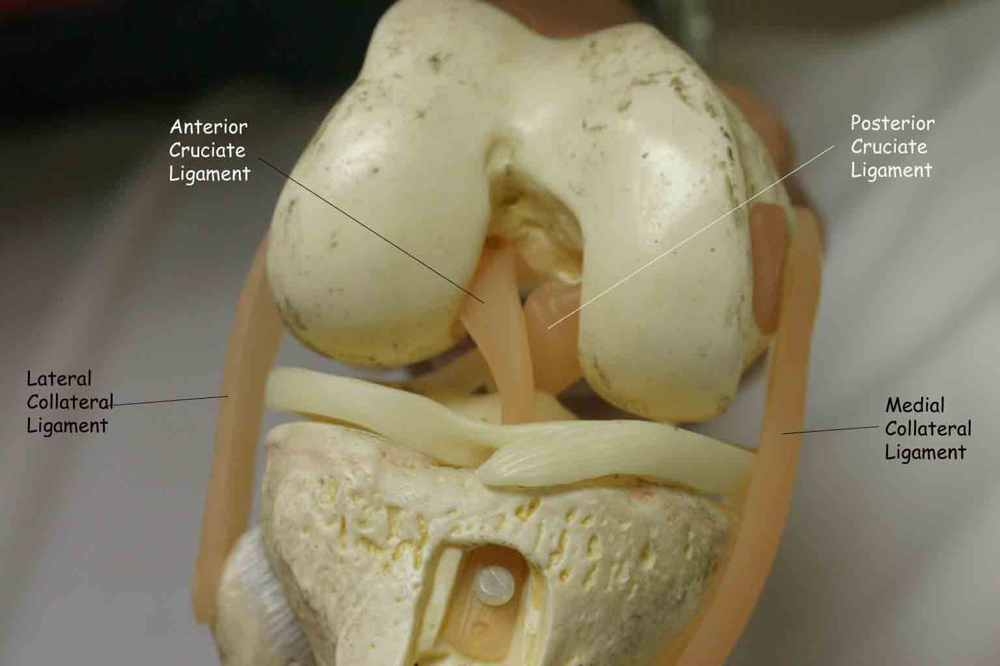 Anterior
Cruciate
Ligament
Posterior
Cruciate
Ligament
Lateral
Collateral
Ligament
Medial
Collateral
Ligament